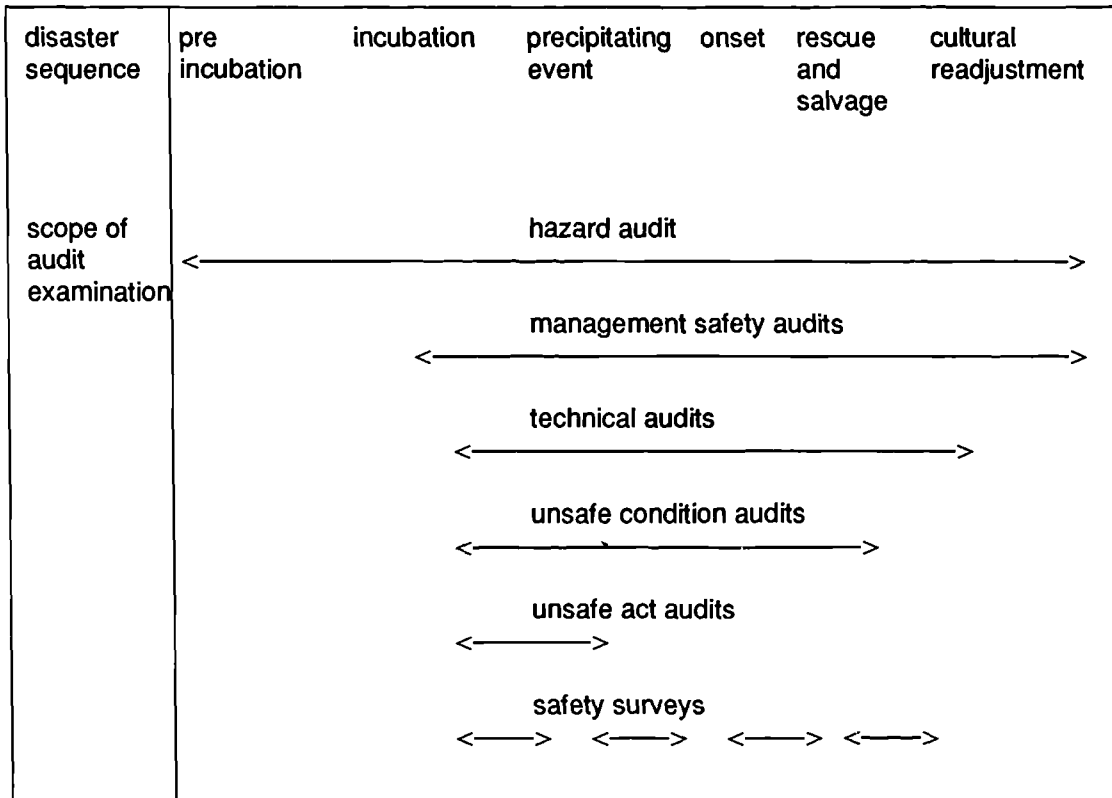 disaster pre incubation precipitating onset rescue cultural
sequence incubation event and readjustment
salvage
scope of hazard audit
audit
examination
management safety audits
technical audits
unsafe condition audits
unsafe act audits
safety surveys